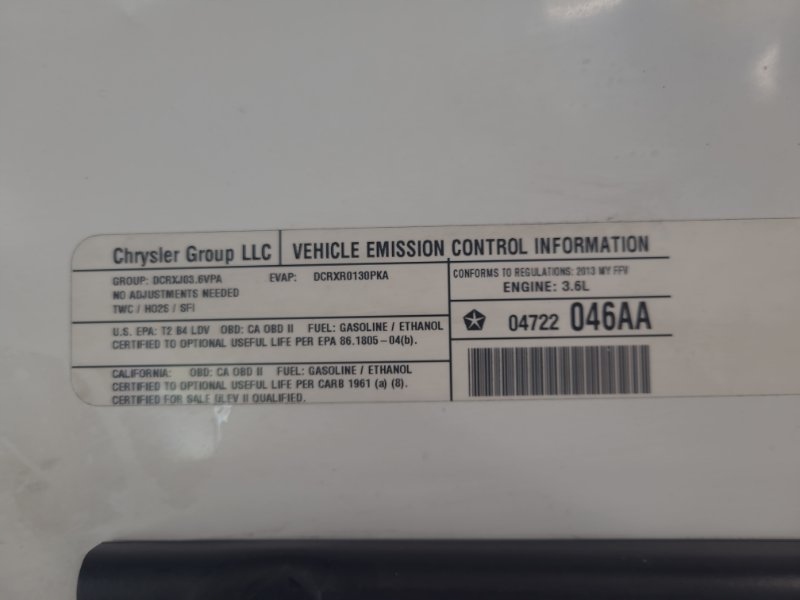 Chrysler Group LLC
VEHICLE EMISSION CONTROL INFORMATION
GROUP: DCRXJ03.6VPA EVAP: DCRXR0130PKA
NO ADJUSTMENTS NEEDED
TWC / HO2S / SFI
CONFORMS TO REGULATIONS: 2013 MY FFV
ENGINE: 3.6L
U.S. EPA: T2 B4 LDV OBD: CA OBD II FUEL: GASOLINE / ETHANOL
CERTIFIED TO OPTIONAL USEFUL LIFE PER EPA 86.1805-04(b).
04722 046AA
CALIFORNIA: OBD: CA OBD II FUEL: GASOLINE / ETHANOL
CERTIFIED TO OPTIONAL USEFUL LIFE PER CARB 1961 (a) (8).
CERTIFIED FOR SALE ULEV II QUALIFIED.